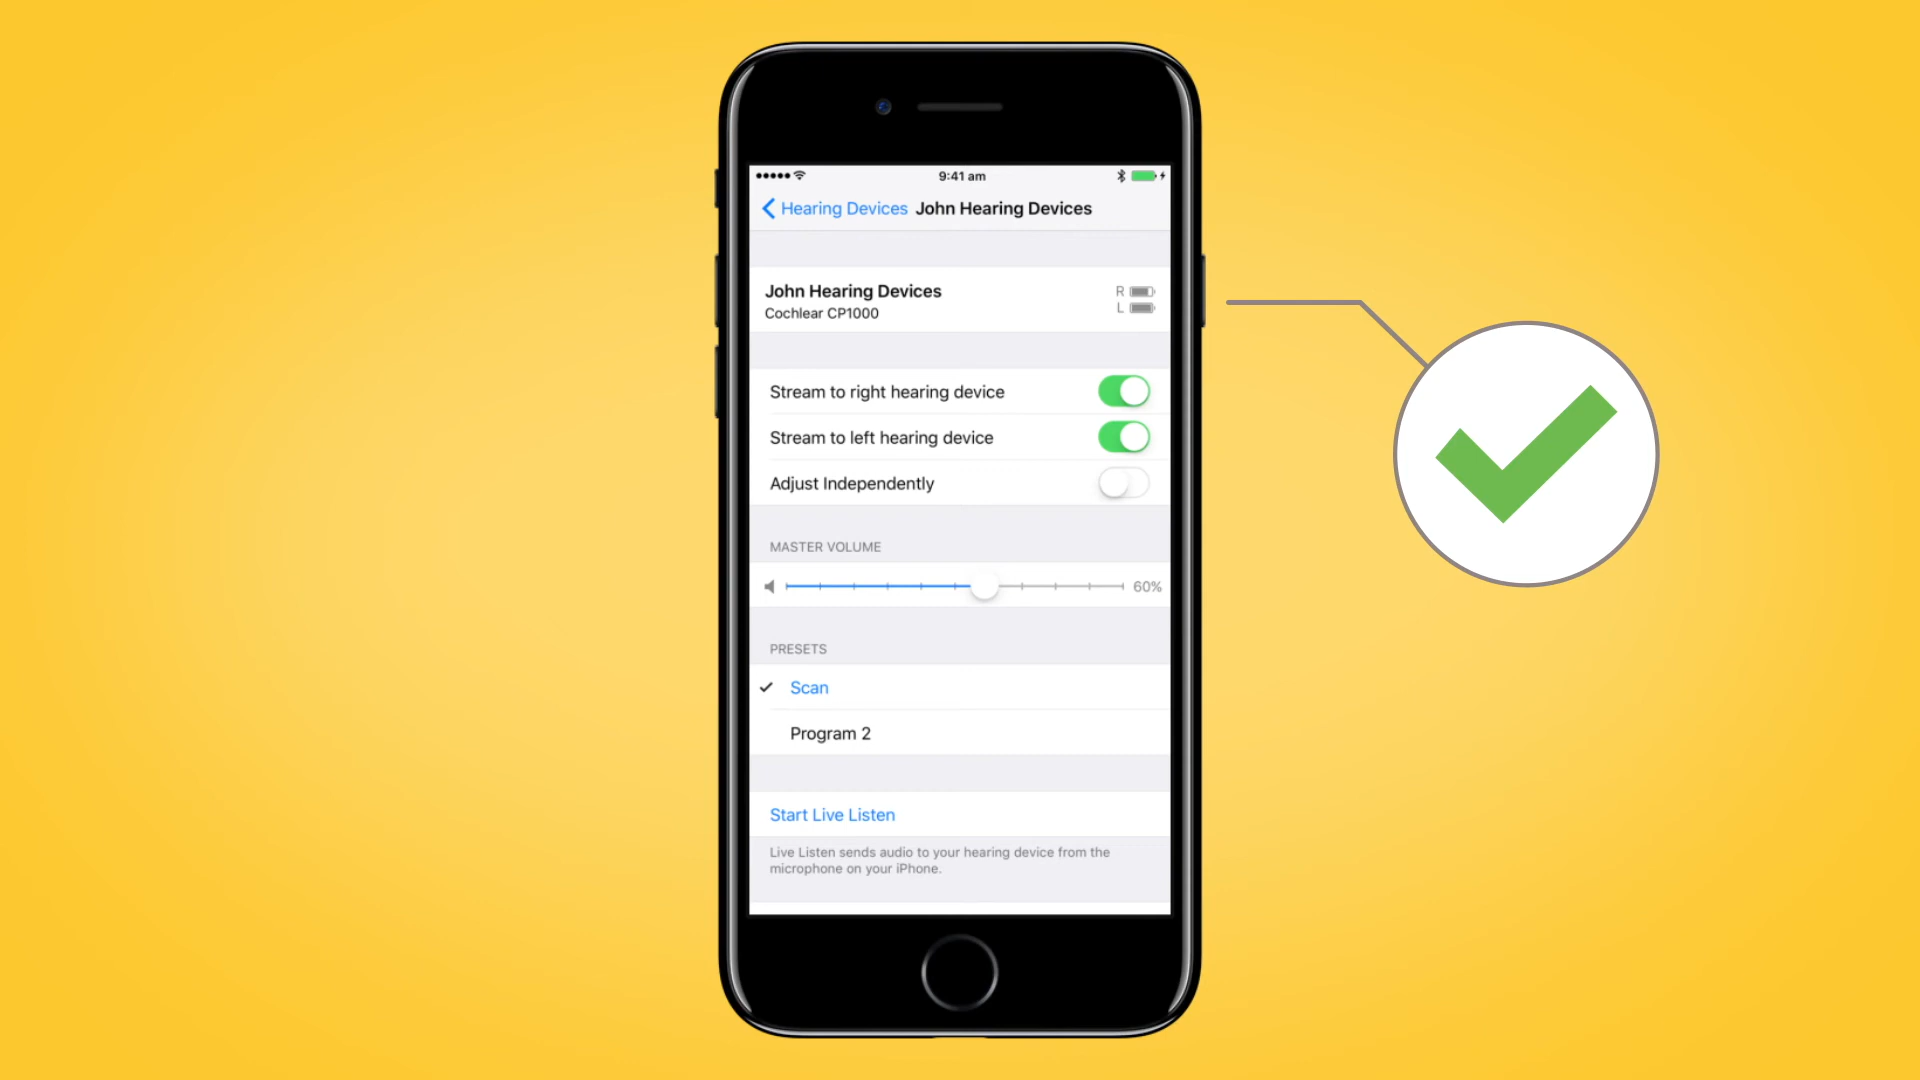 9:41 am
Hearing Devices John Hearing Devices
John Hearing Devices R
Cochlear CP1000 L
Stream to right hearing device
Stream to left hearing device
Adjust Independently
MASTER VOLUME
60%
PRESETS
Scan
Program 2
Start Live Listen
Live Listen sends audio to your hearing device from the
microphone on your iPhone.